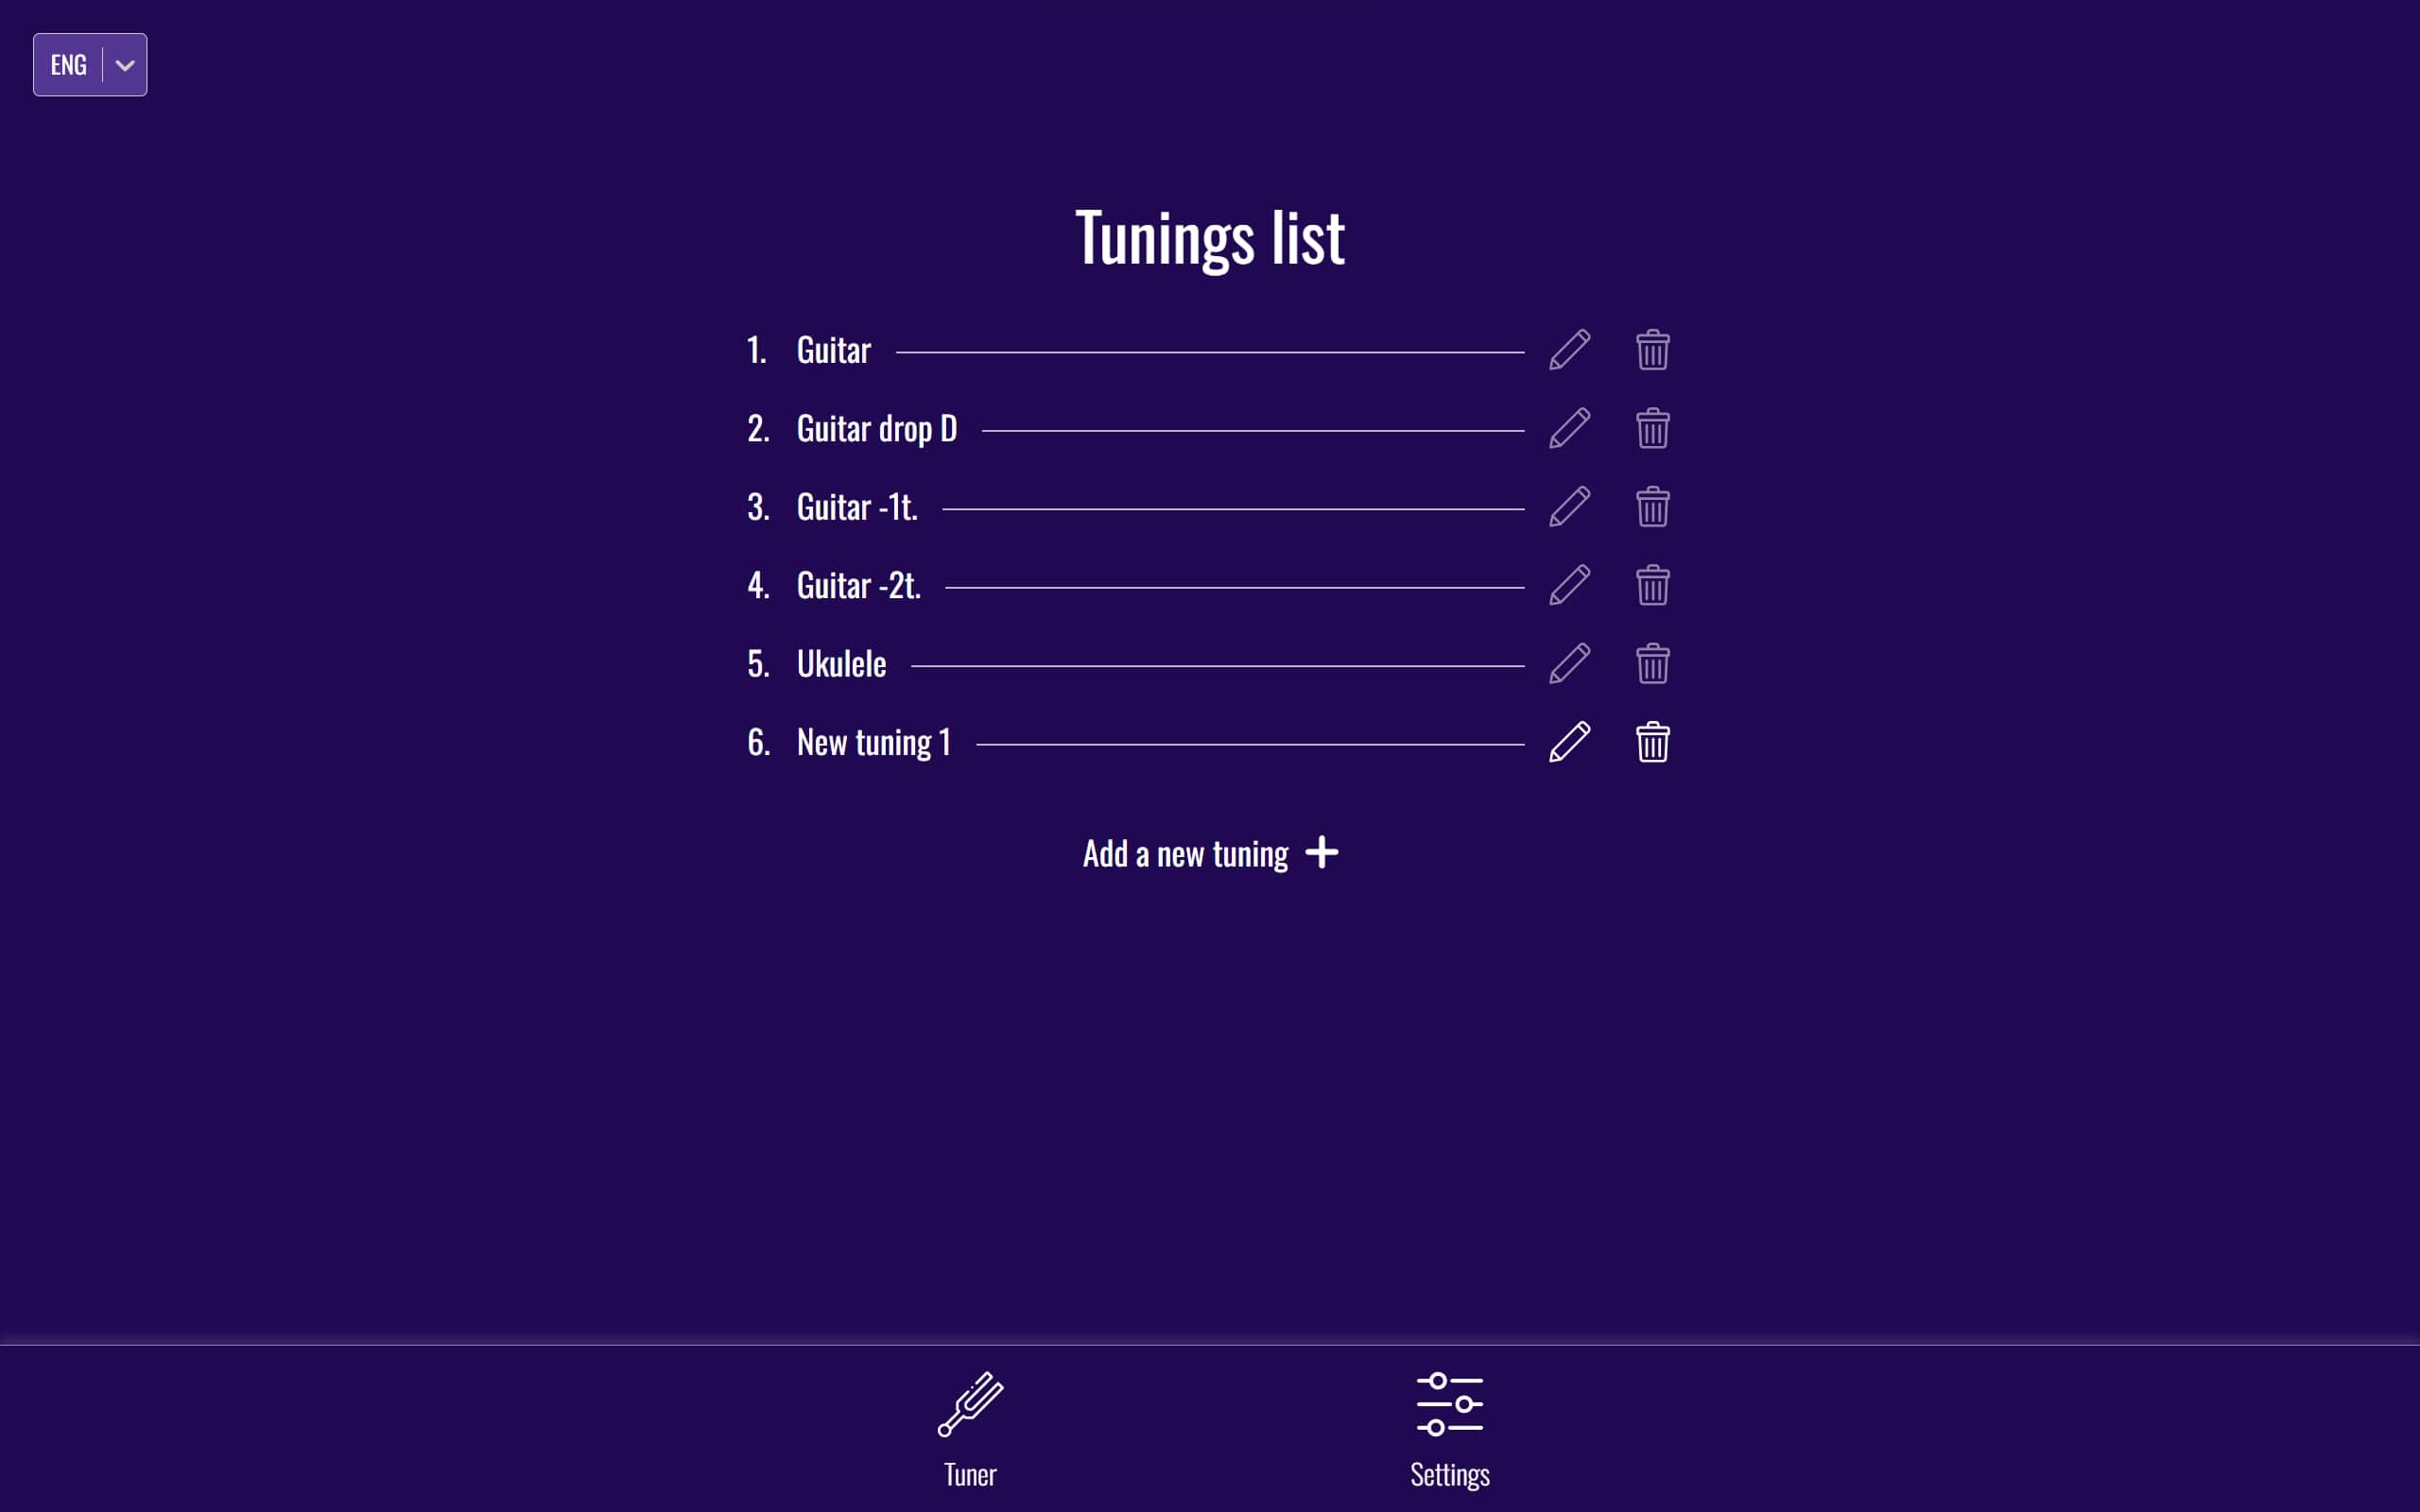 ENG
Tunings list
1. Guitar
2. Guitar drop D
3. Guitar -1t.
4. Guitar -2t.
5. Ukulele
6. New tuning 1
Add a new tuning
Tuner
Settings